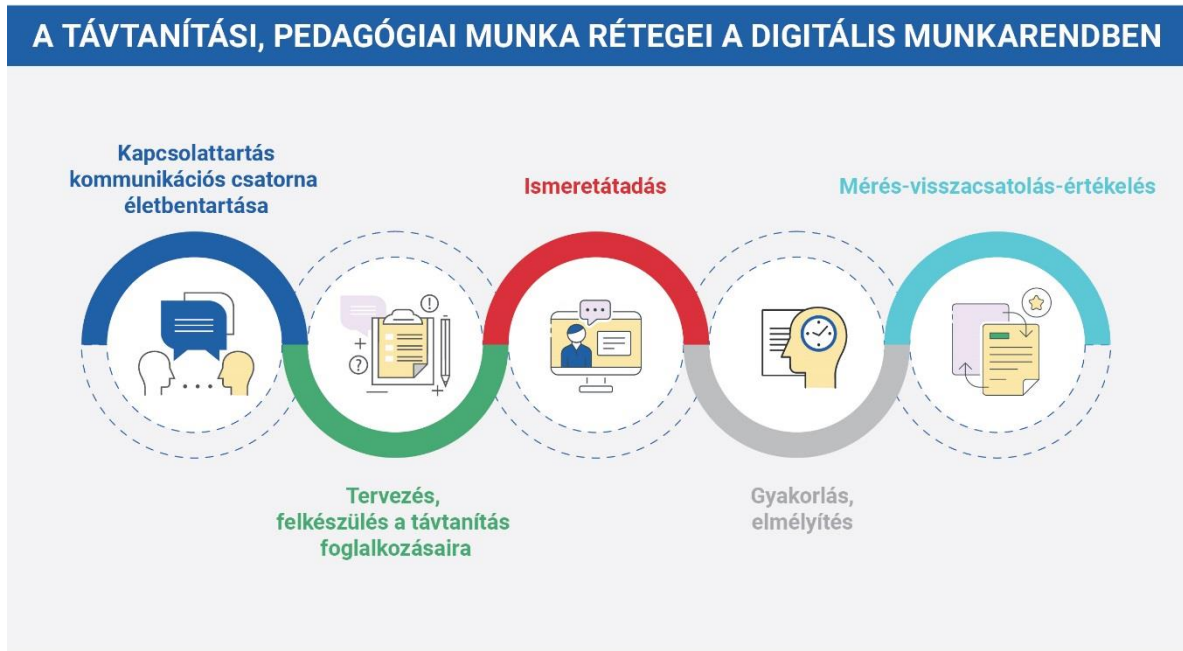 A TÁVTANÍTÁSI, PEDAGÓGIAI MUNKA RÉTEGEI A DIGITÁLIS MUNKARENDBEN
Kapcsolattartás
kommunikációs csatorna
életbentartása
Tervezés,
felkészülés a távtanítás
foglalkozásaira
Ismeretátadás
Gyakorlás,
elmélyítés
Mérés-visszacsatolás-értékelés